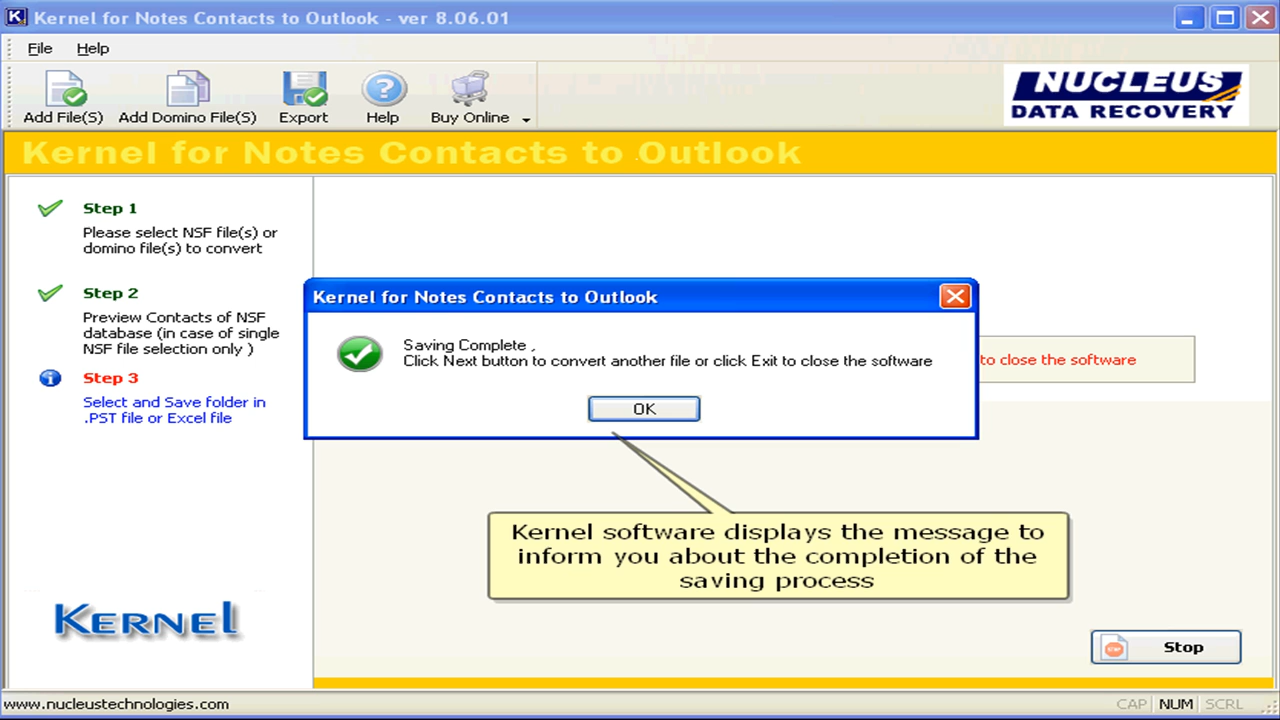 Kernel for Notes Contacts to Outlook - ver 8.06.01
File Help
Add File(S) Add Domino File(S) Export Help Buy Online
NUCLEUS
DATA RECOVERY
Kernel for Notes Contacts to Outlook
Step 1
Please select NSF file(s) or
domino file(s) to convert
Step 2
Preview Contacts of NSF
database (in case of single
NSF file selection only )
Step 3
Select and Save folder in
.PST file or Excel file
Kernel for Notes Contacts to Outlook
Saving Complete ,
Click Next button to convert another file or click Exit to close the software
OK
to close the software
Kernel software displays the message to
inform you about the completion of the
saving process
KERNEL
Stop
www.nucleustechnologies.com
CAP NUM SCRL